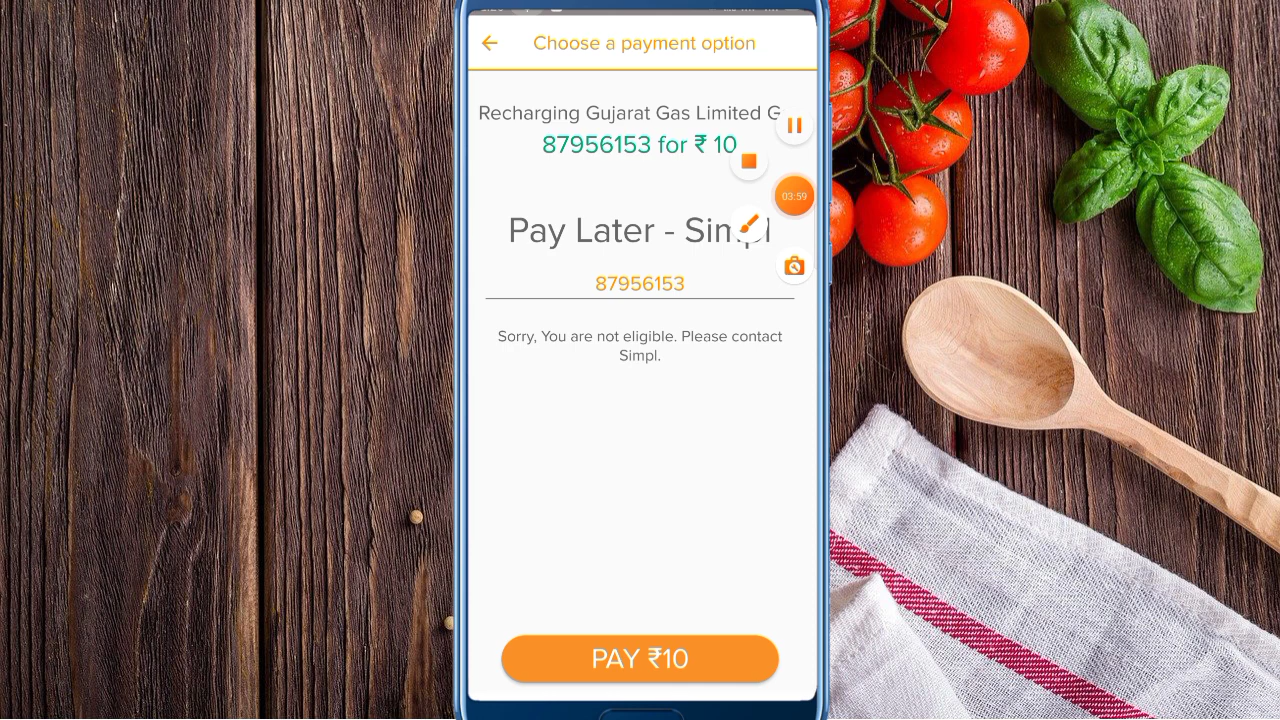 Choose a payment option
Recharging Gujarat Gas Limited G
87956153 for ₹ 10
03:59
Pay Later - Simpl
87956153
Sorry, You are not eligible. Please contact
Simpl.
PAY ₹10